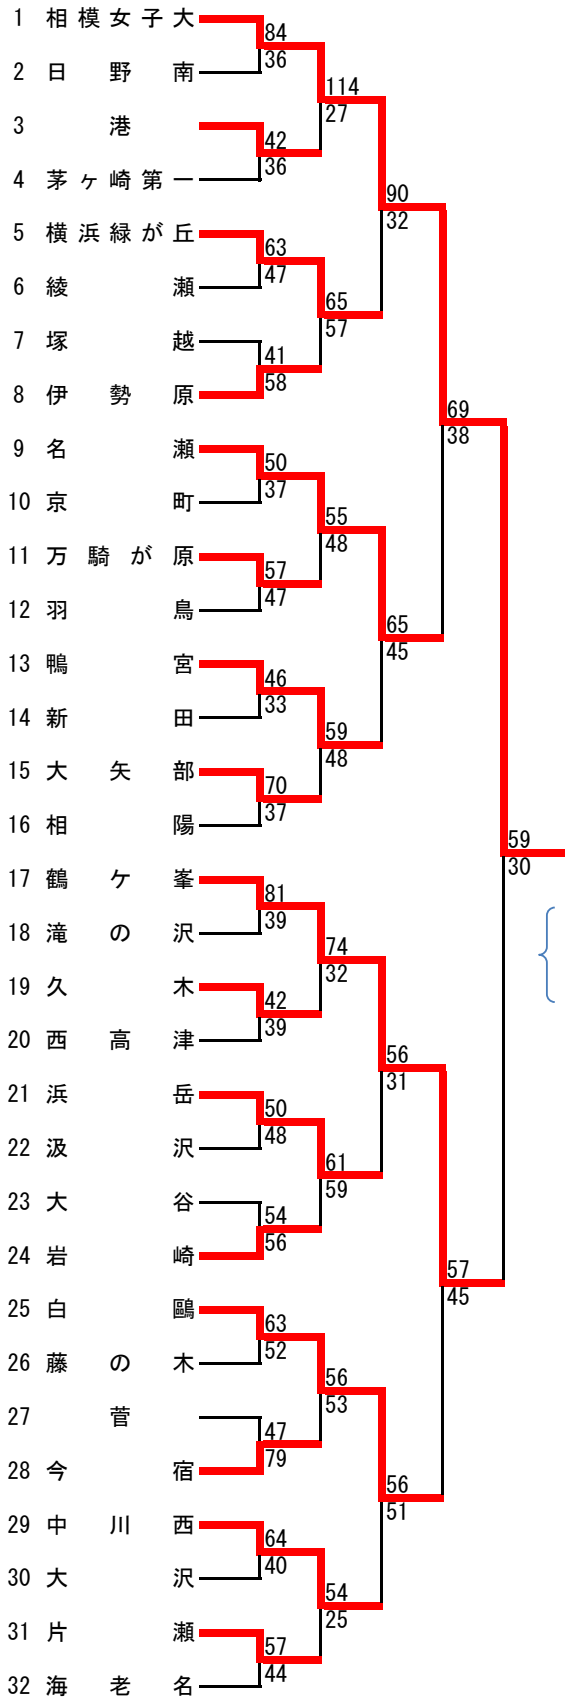 1 相模女子大
84
36
2 日野南
114
27
3 港
42
36
4 茅ヶ崎第一
90
32
5 横浜緑が丘
63
47
6 綾瀬
65
57
7 塚越
41
58
8 伊勢原
69
38
9 名瀬
50
37
10 京町
55
48
11 万騎が原
57
47
12 羽鳥
65
45
13 鴨宮
46
33
14 新田
59
48
15 大矢部
70
37
16 相陽
59
30
17 鶴ケ峯
81
39
18 滝の沢
74
32
19 久木
42
39
20 西高津
56
31
21 浜岳
50
48
22 汲沢
61
59
23 大谷
54
56
24 岩崎
57
45
25 白鷗
63
52
26 藤の木
56
53
27 菅
47
79
28 今宿
56
51
29 中川西
64
40
30 大沢
54
25
31 片瀬
57
44
32 海老名